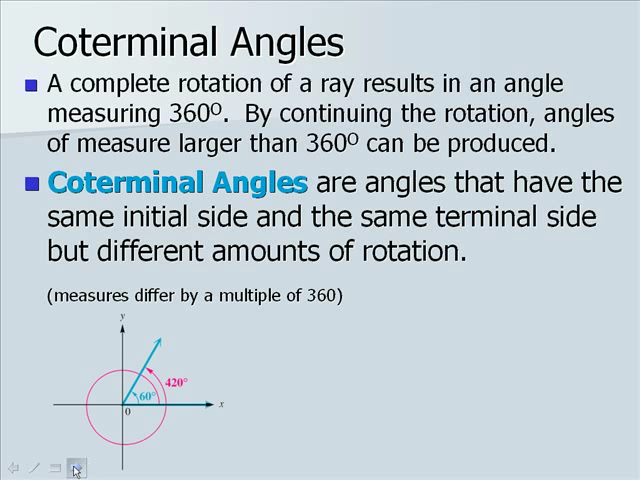 Coterminal Angles
A complete rotation of a ray results in an angle
measuring 360º. By continuing the rotation, angles
of measure larger than 360º can be produced.
Coterminal Angles are angles that have the
same initial side and the same terminal side
but different amounts of rotation.
(measures differ by a multiple of 360)
y
420°
60°
x
0